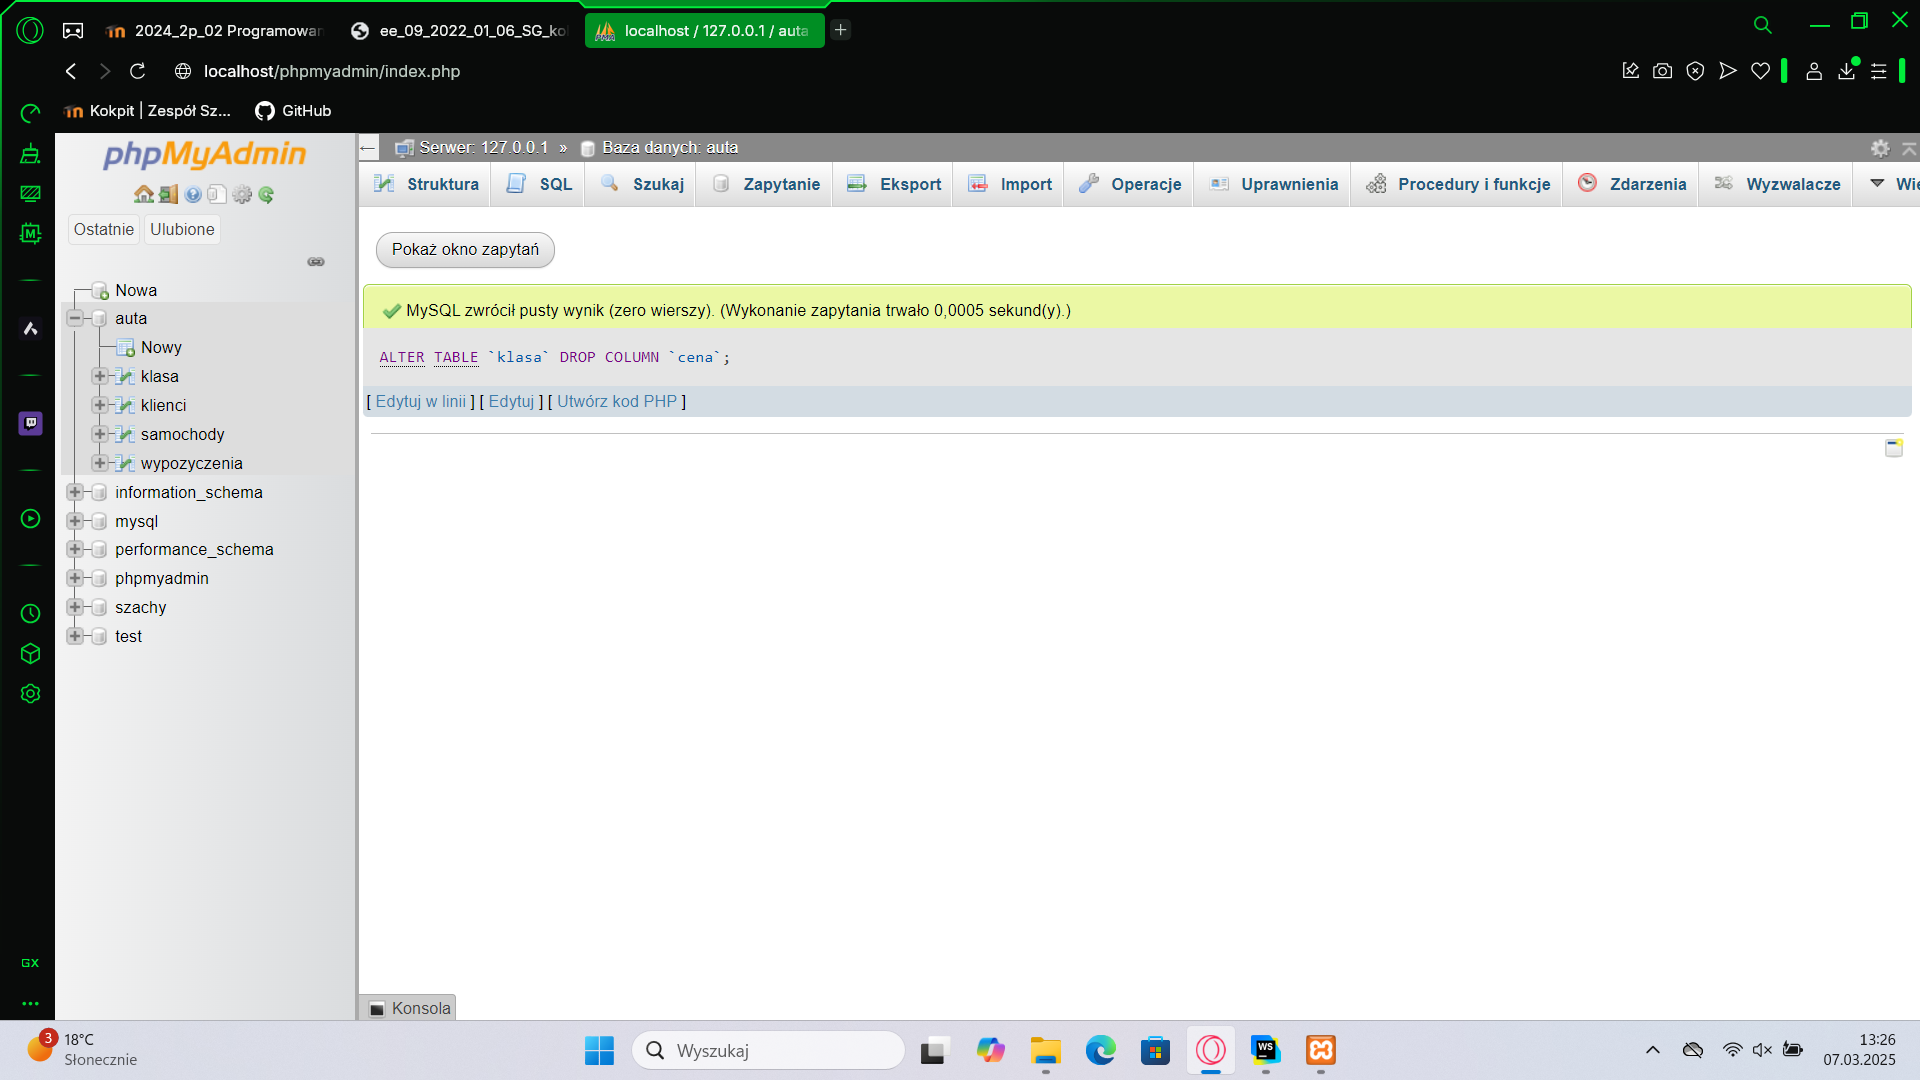 2024_2p_02 Programowan
ee_09_2022_01_06_SG_ko
localhost / 127.0.0.1 / auta
localhost/phpmyadmin/index.php
Kokpit | Zespół Sz...
GitHub
phpMyAdmin
Ostatnie
Ulubione
Nowa
auta
Nowy
klasa
klienci
samochody
wypozyczenia
information_schema
mysql
performance_schema
phpmyadmin
szachy
test
Serwer: 127.0.0.1 » Baza danych: auta
Struktura
SQL
Szukaj
Zapytanie
Eksport
Import
Operacje
Uprawnienia
Procedury i funkcje
Zdarzenia
Wyzwalacze
Wię
Pokaż okno zapytań
MySQL zwrócił pusty wynik (zero wierszy). (Wykonanie zapytania trwało 0,0005 sekund(y).)
ALTER TABLE `klasa` DROP COLUMN `cena`;
[ Edytuj w linii ] [ Edytuj ] [ Utwórz kod PHP ]
Konsola
GX
3
18°C
Słonecznie
Wyszukaj
WS
13:26
07.03.2025